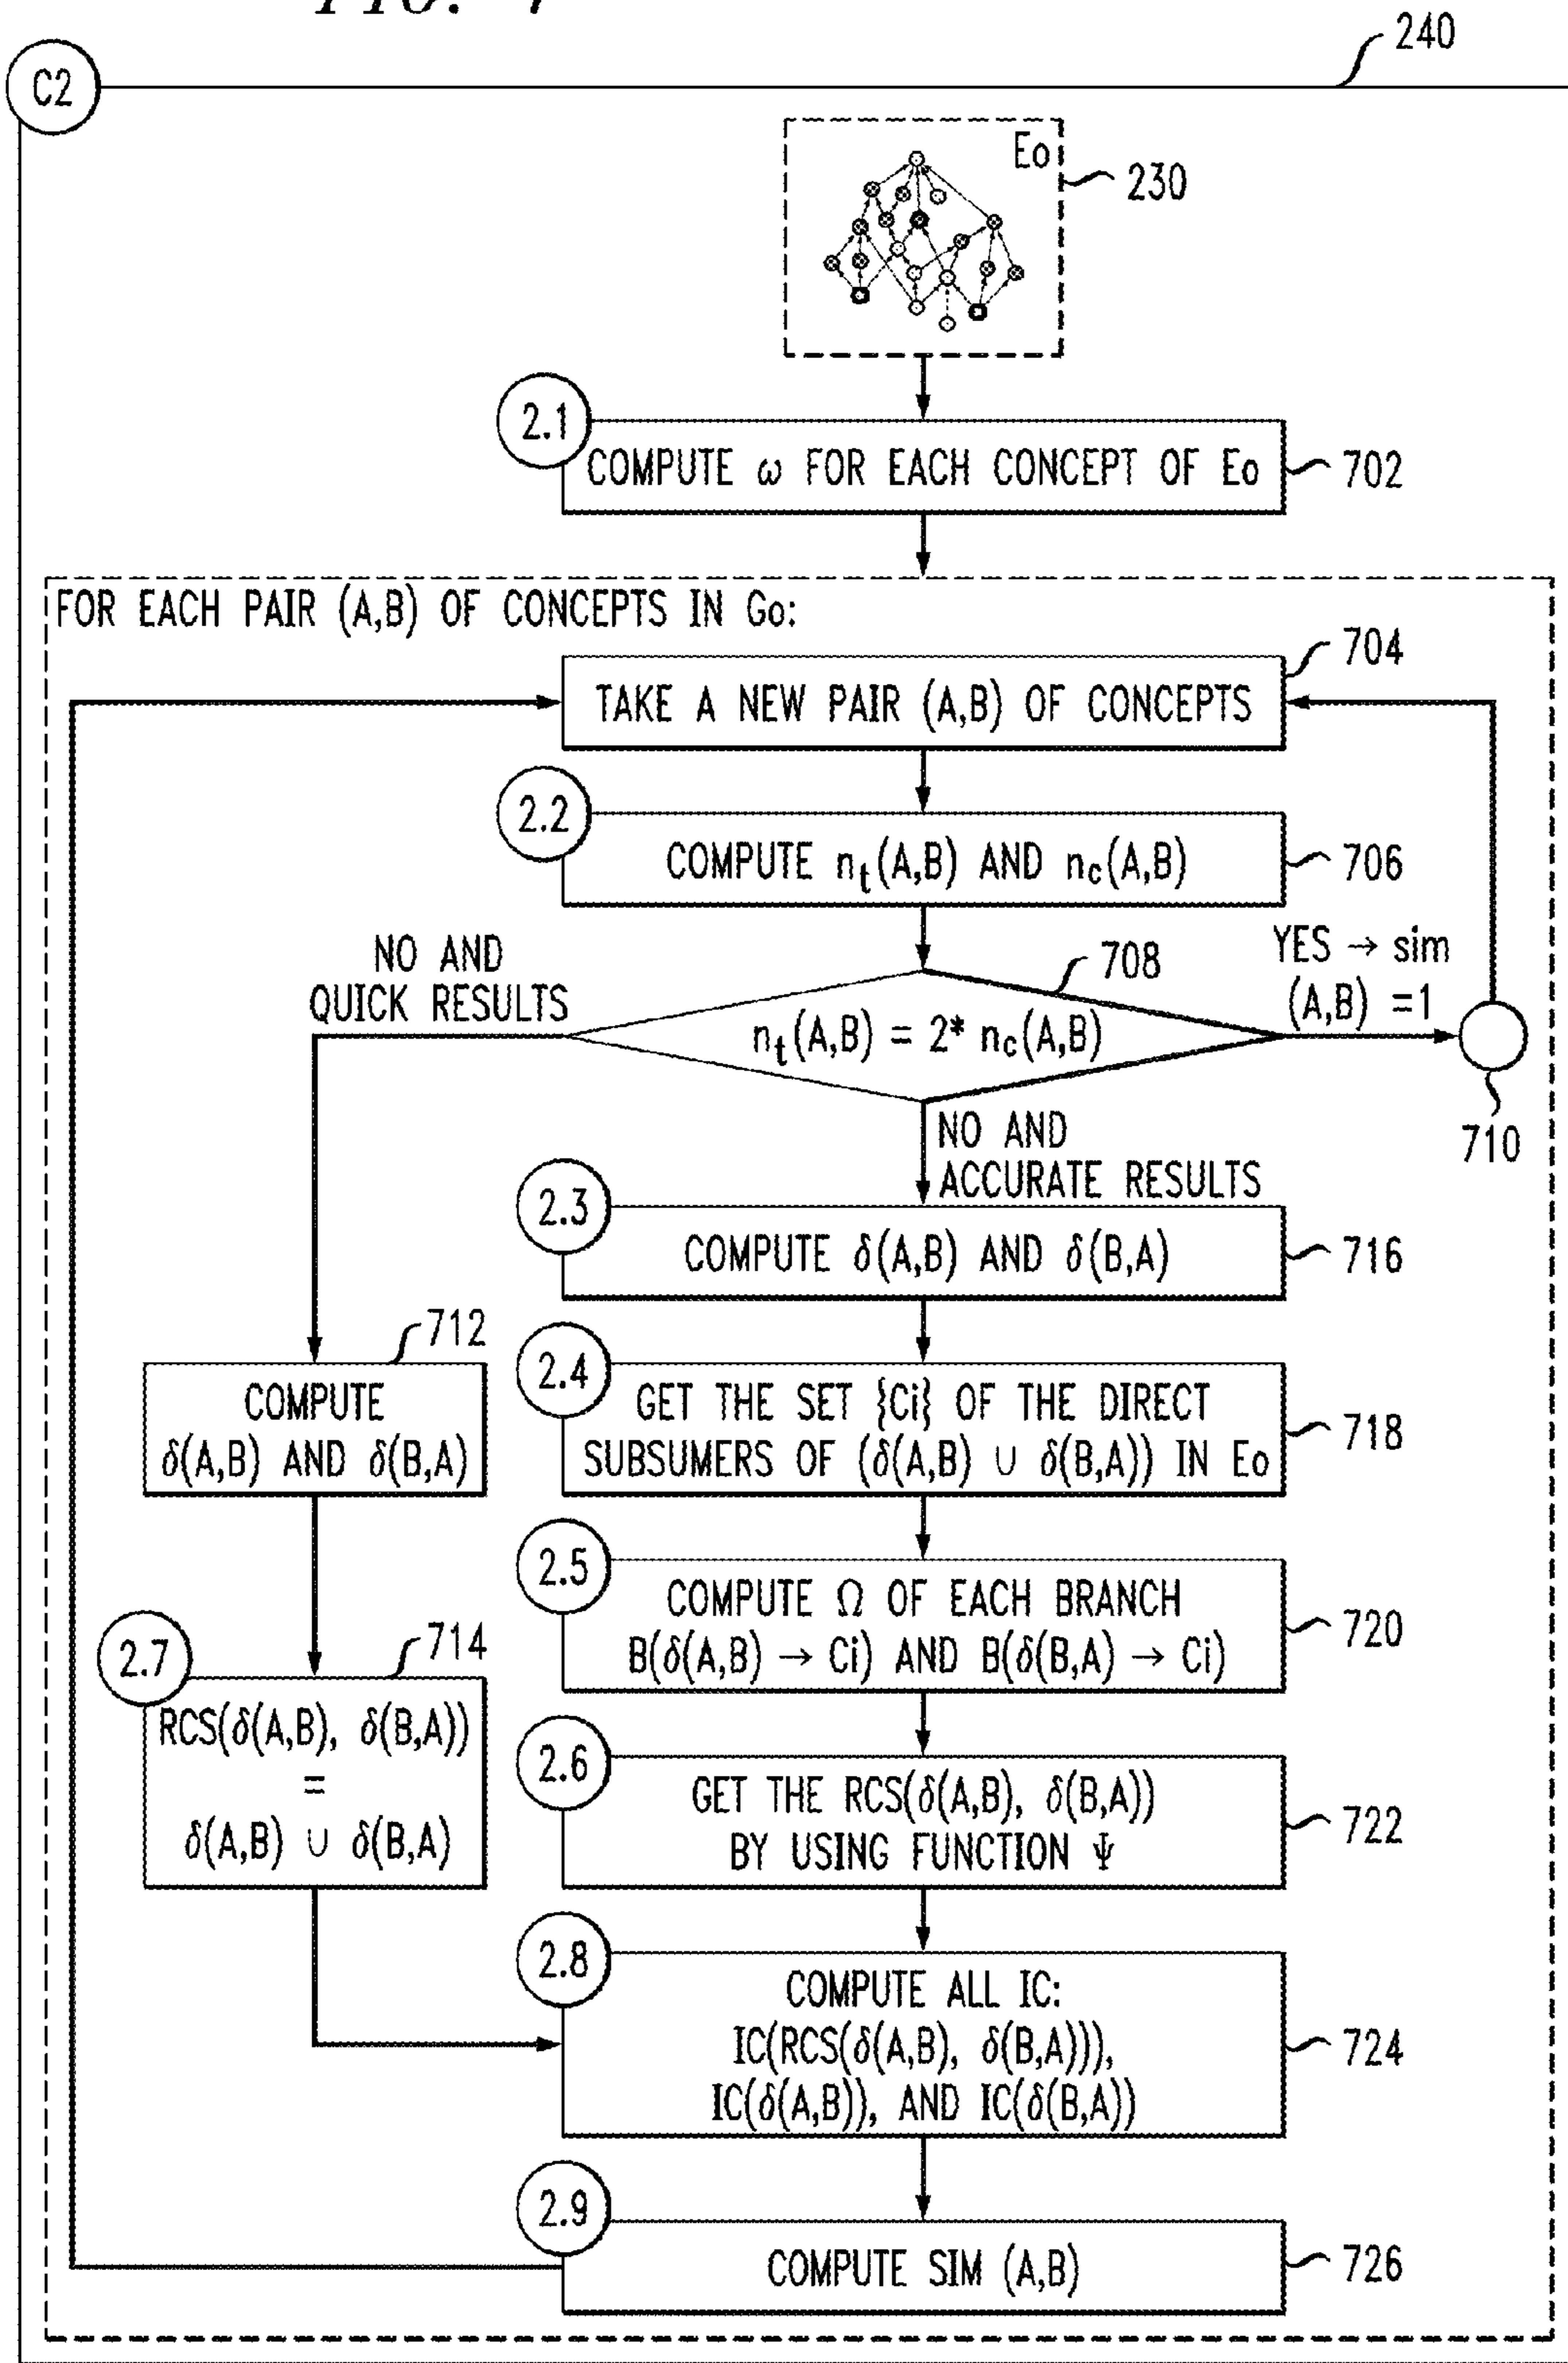 FIG. 7
240
C2
Eo
230
2.1
COMPUTE ω FOR EACH CONCEPT OF Eo
702
FOR EACH PAIR (A,B) OF CONCEPTS IN Go:
704
TAKE A NEW PAIR (A,B) OF CONCEPTS
2.2
COMPUTE nt(A,B) AND nc(A,B)
706
NO AND
QUICK RESULTS
708
YES → sim
(A,B) =1
nt(A,B) = 2* nc(A,B)
710
NO AND
ACCURATE RESULTS
2.3
COMPUTE δ(A,B) AND δ(B,A)
716
712
COMPUTE
δ(A,B) AND δ(B,A)
2.4
GET THE SET {Ci} OF THE DIRECT
SUBSUMERS OF (δ(A,B) ∪ δ(B,A)) IN Eo
718
2.5
COMPUTE Ω OF EACH BRANCH
B(δ(A,B) → Ci) AND B(δ(B,A) → Ci)
720
2.7
714
RCS(δ(A,B), δ(B,A))
=
δ(A,B) ∪ δ(B,A)
2.6
GET THE RCS(δ(A,B), δ(B,A))
BY USING FUNCTION Ψ
722
2.8
COMPUTE ALL IC:
IC(RCS(δ(A,B), δ(B,A))),
IC(δ(A,B)), AND IC(δ(B,A))
724
2.9
COMPUTE SIM (A,B)
726